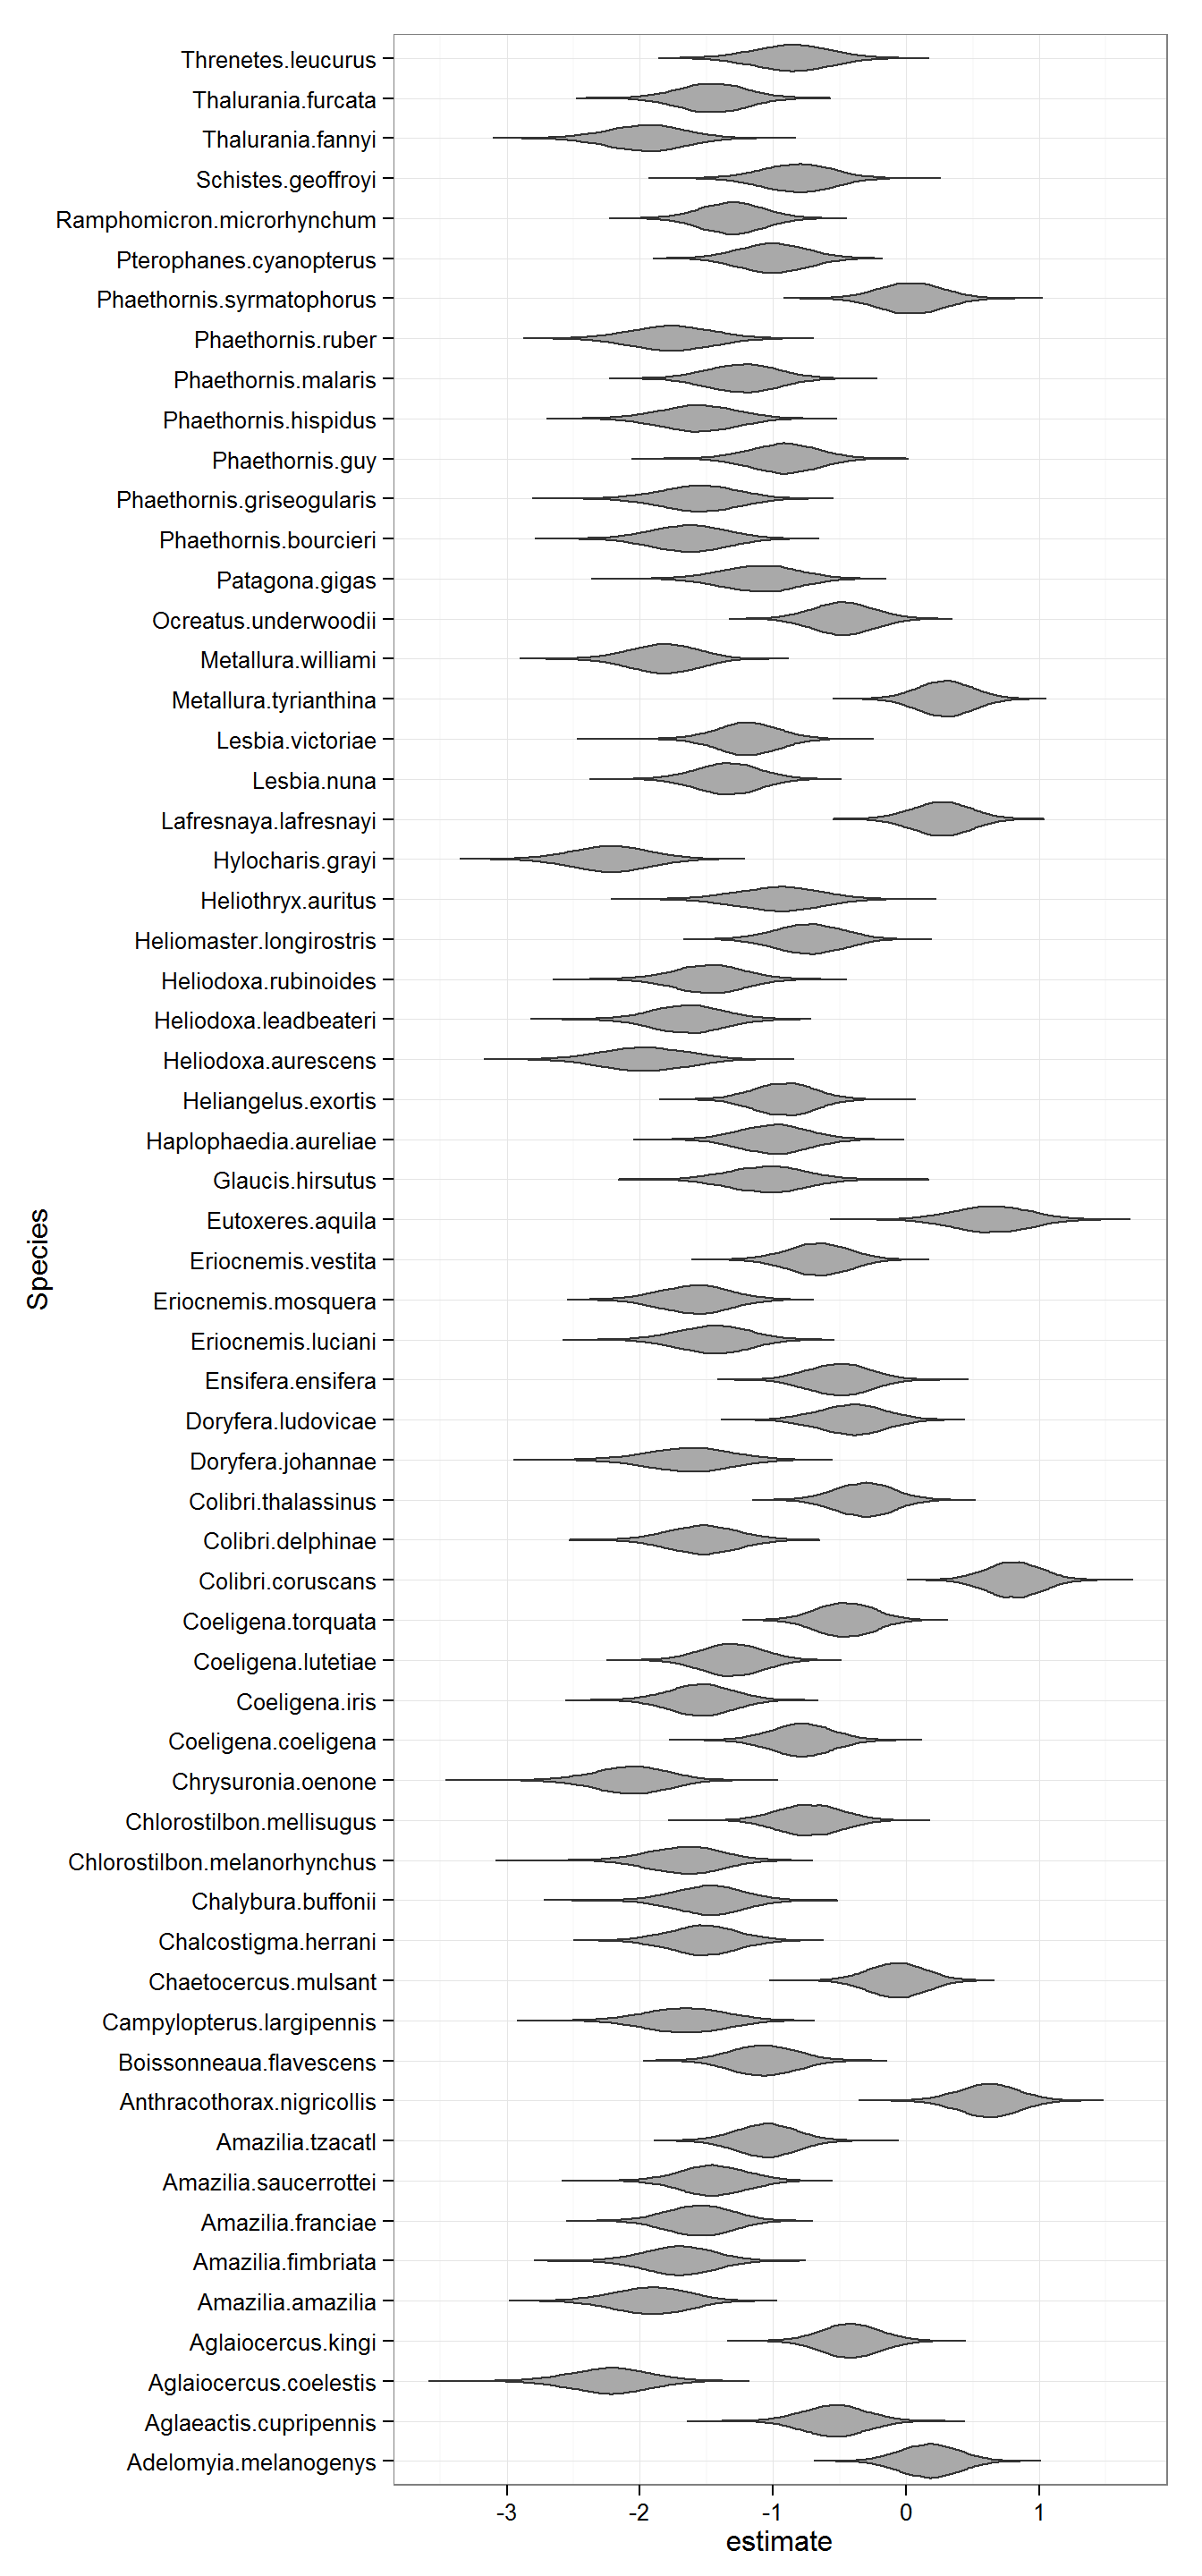 Threnetes.leucurus
Thalurania.furcata
Thalurania.fannyi
Schistes.geoffroyi
Ramphomicron.microrhynchum
Pterophanes.cyanopterus
Phaethornis.syrmatophorus
Phaethornis.ruber
Phaethornis.malaris
Phaethornis.hispidus
Phaethornis.guy
Phaethornis.griseogularis
Phaethornis.bourcieri
Patagona.gigas
Ocreatus.underwoodii
Metallura.williami
Metallura.tyrianthina
Lesbia.victoriae
Lesbia.nuna
Lafresnaya.lafresnayi
Hylocharis.grayi
Heliothryx.auritus
Heliomaster.longirostris
Heliodoxa.rubinoides
Heliodoxa.leadbeateri
Heliodoxa.aurescens
Heliangelus.exortis
Haplophaedia.aureliae
Glaucis.hirsutus
Eutoxeres.aquila
Eriocnemis.vestita
Eriocnemis.mosquera
Eriocnemis.luciani
Ensifera.ensifera
Doryfera.ludovicae
Doryfera.johannae
Colibri.thalassinus
Colibri.delphinae
Colibri.coruscans
Coeligena.torquata
Coeligena.lutetiae
Coeligena.iris
Coeligena.coeligena
Chrysuronia.oenone
Chlorostilbon.mellisugus
Chlorostilbon.melanorhynchus
Chalybura.buffonii
Chalcostigma.herrani
Chaetocercus.mulsant
Campylopterus.largipennis
Boissonneaua.flavescens
Anthracothorax.nigricollis
Amazilia.tzacatl
Amazilia.saucerrottei
Amazilia.franciae
Amazilia.fimbriata
Amazilia.amazilia
Aglaiocercus.kingi
Aglaiocercus.coelestis
Aglaeactis.cupripennis
Adelomyia.melanogenys
Species
-3 -2 -1 0 1
estimate